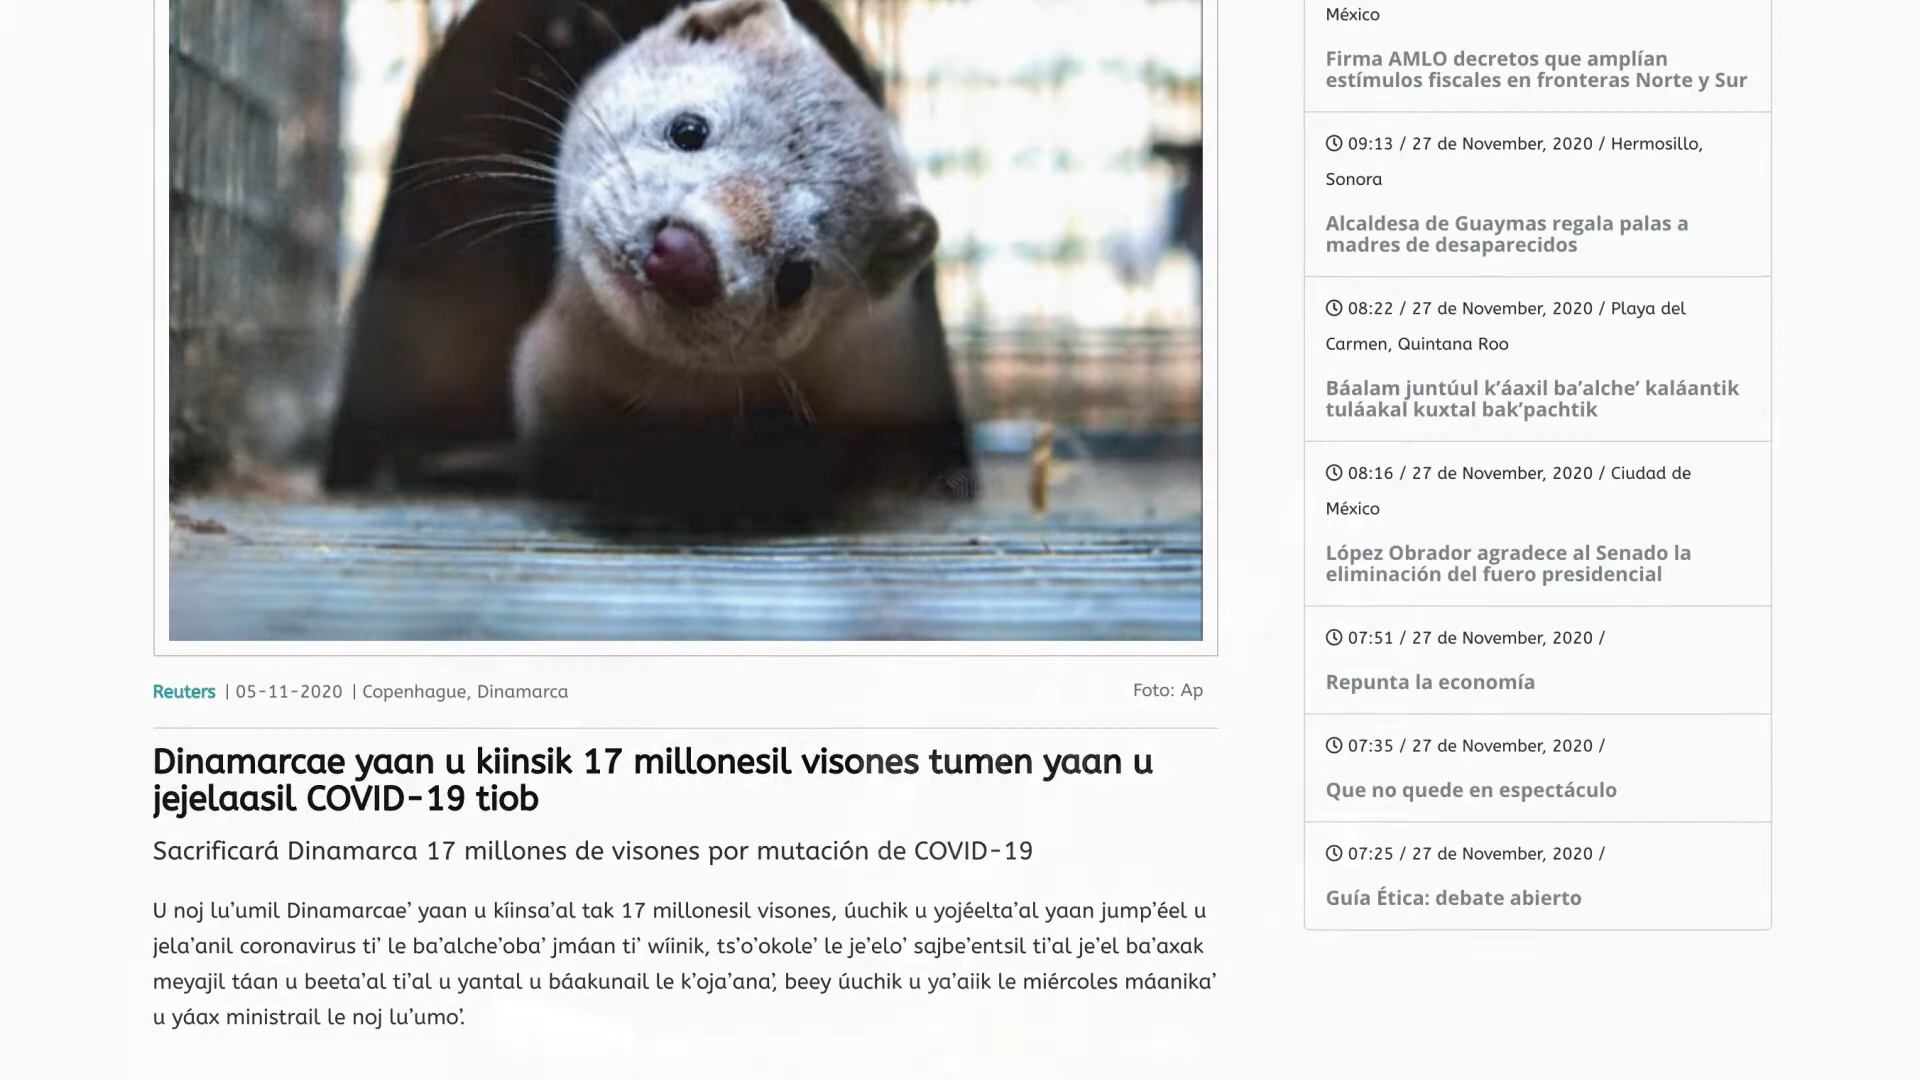 Reuters | 05-11-2020 | Copenhague, Dinamarca
Foto: Ap
Dinamarcae yaan u kiinsik 17 millonesil visones tumen yaan u
jejelaasil COVID-19 tiob
Sacrificará Dinamarca 17 millones de visones por mutación de COVID-19
U noj lu’umil Dinamarcae’ yaan u kíinsa’al tak 17 millonesil visones, úuchik u yojéelta’al yaan jump’éel u
jela’anil coronavirus ti’ le ba’alche’oba’ jmáan ti’ wíinik, ts’o’okole’ le je’elo’ sajbe’entsil ti’al je’el ba’axak
meyajil táan u beeta’al ti’al u yantal u báakunail le k’oja’ana’, beey úuchik u ya’aiik le miércoles máanika’
u yáax ministrail le noj lu’umo’.
México
Firma AMLO decretos que amplían
estímulos fiscales en fronteras Norte y Sur
09:13 / 27 de November, 2020 / Hermosillo,
Sonora
Alcaldesa de Guaymas regala palas a
madres de desaparecidos
08:22 / 27 de November, 2020 / Playa del
Carmen, Quintana Roo
Báalam juntúul k’áaxil ba’alche’ kaláantik
tuláakal kuxtal bak’pachtik
08:16 / 27 de November, 2020 / Ciudad de
México
López Obrador agradece al Senado la
eliminación del fuero presidencial
07:51 / 27 de November, 2020 /
Repunta la economía
07:35 / 27 de November, 2020 /
Que no quede en espectáculo
07:25 / 27 de November, 2020 /
Guía Ética: debate abierto